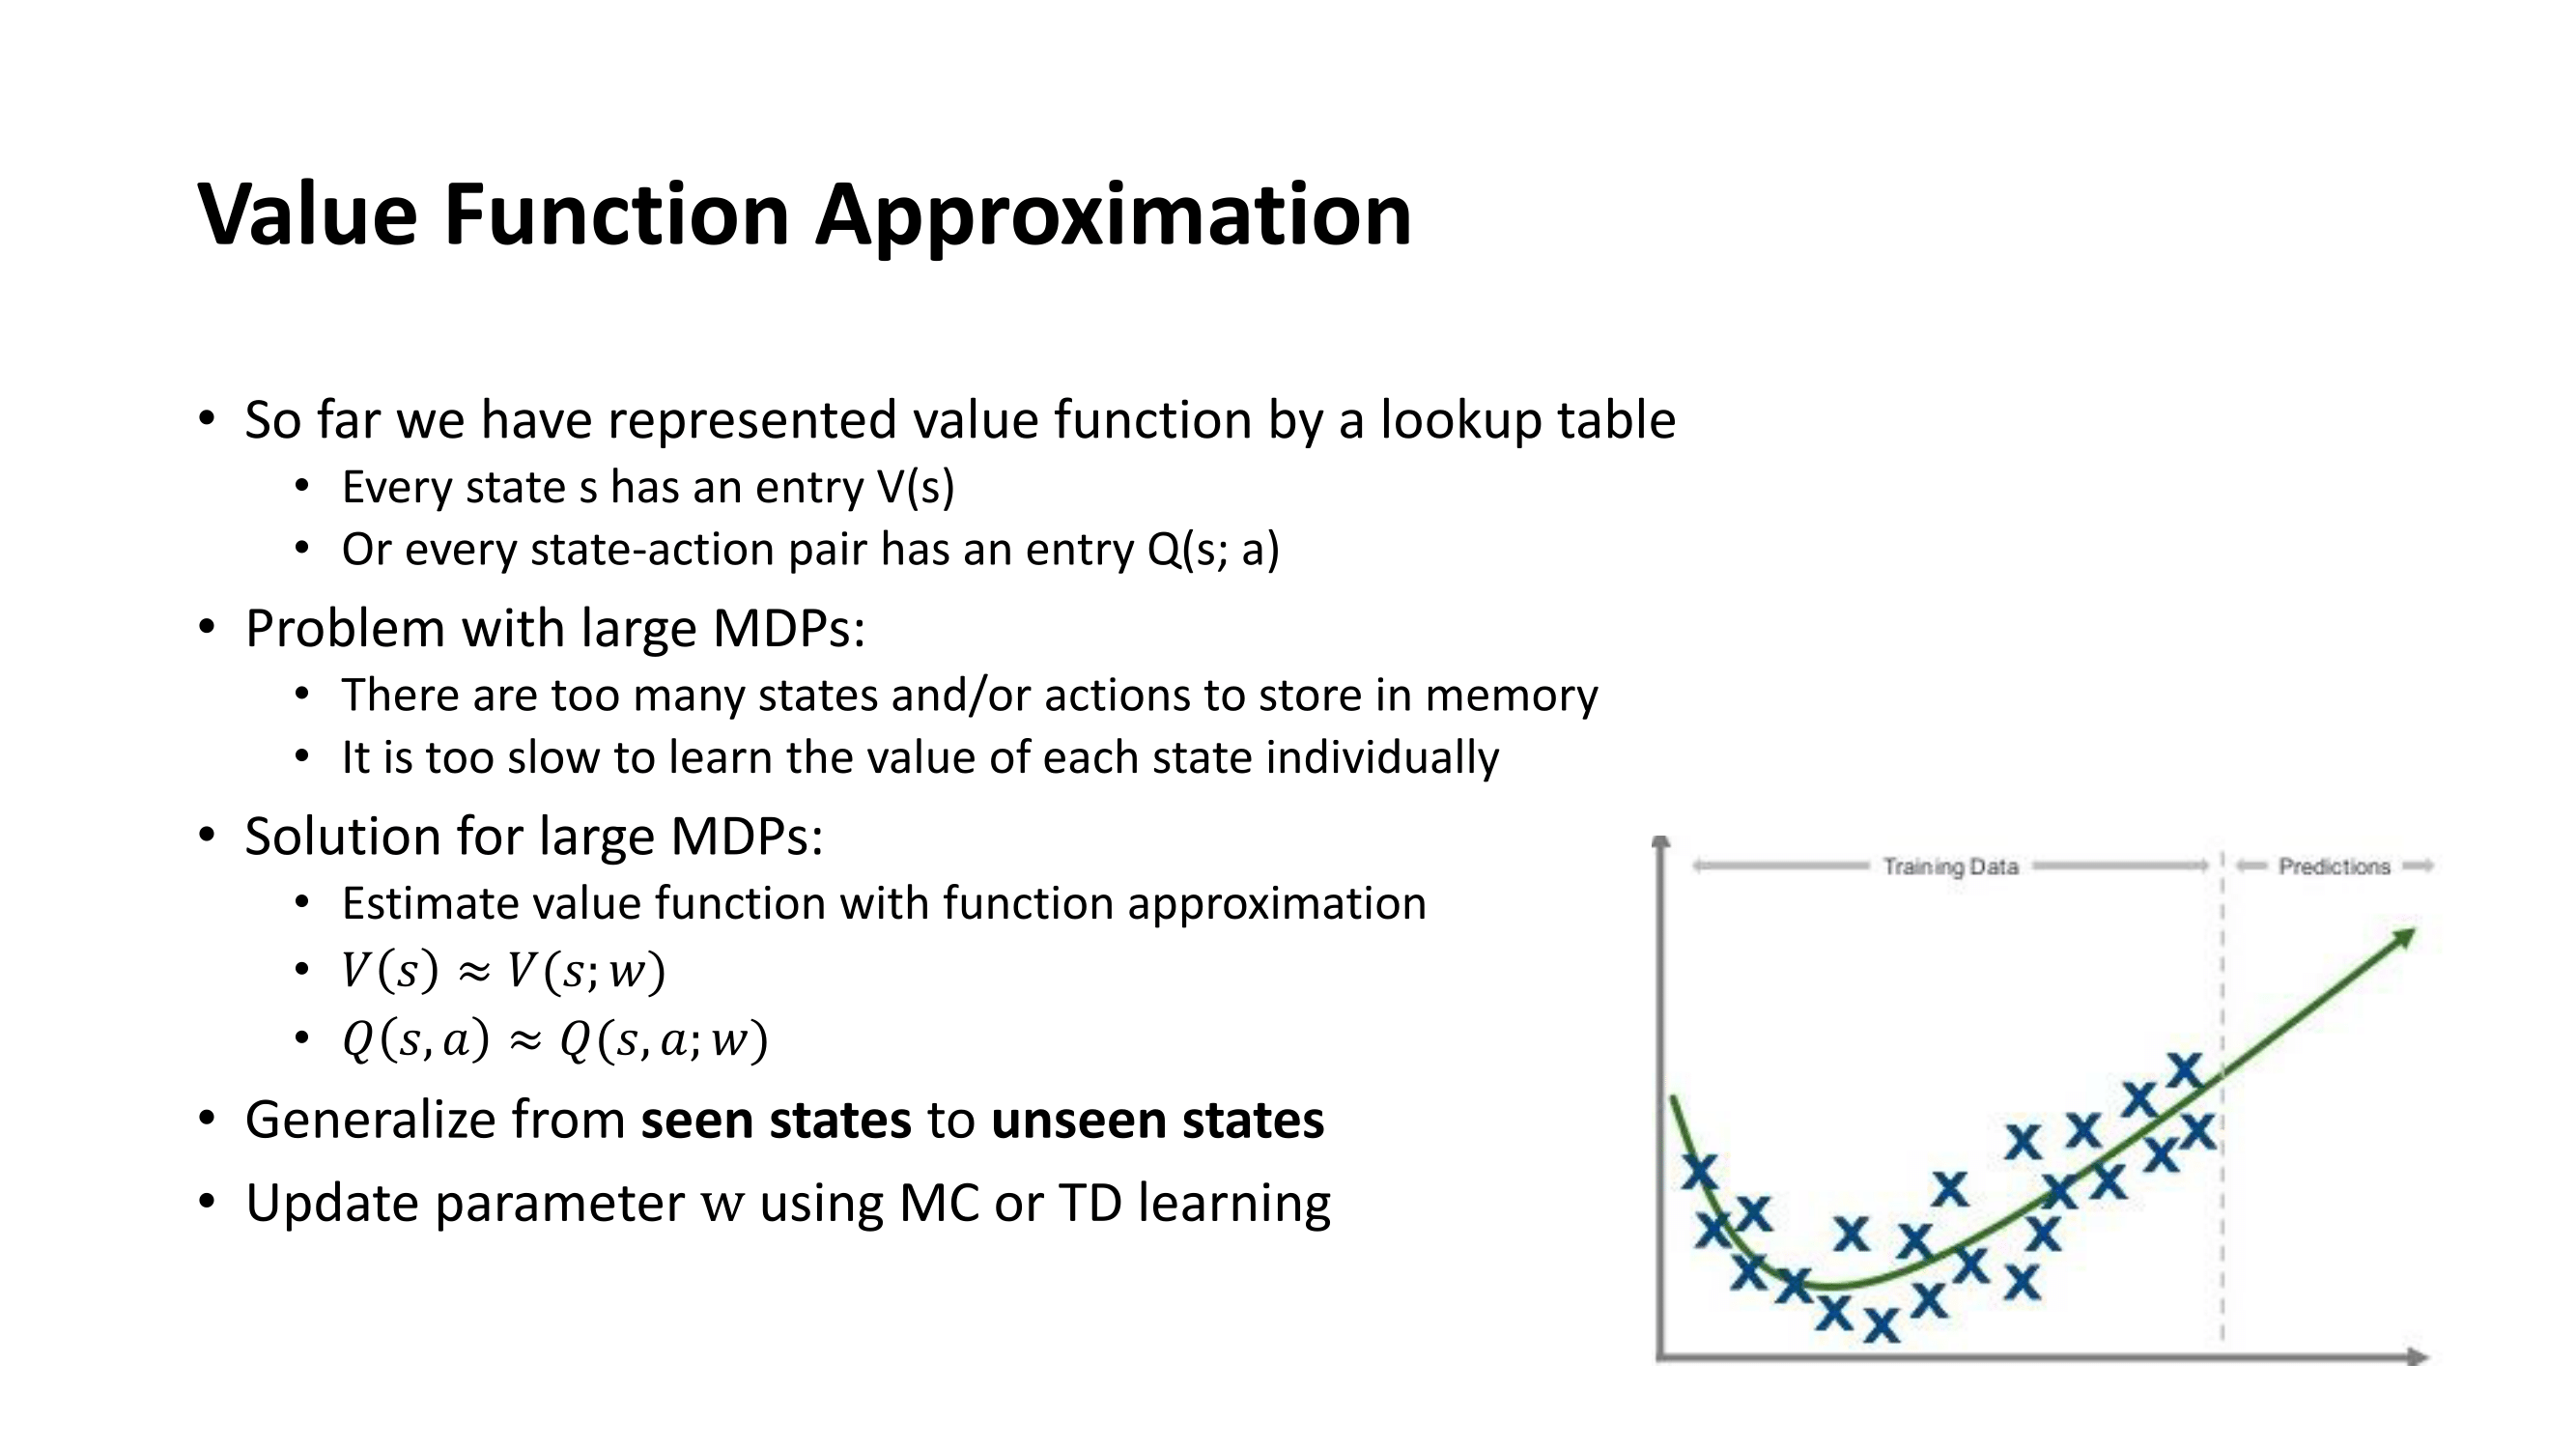 Value Function Approximation
• So far we have represented value function by a lookup table
• Every state s has an entry V(s)
• Or every state-action pair has an entry Q(s; a)
• Problem with large MDPs:
• There are too many states and/or actions to store in memory
• It is too slow to learn the value of each state individually
• Solution for large MDPs:
• Estimate value function with function approximation
• V(s) ≈ V(s; w)
• Q(s, a) ≈ Q(s, a; w)
• Generalize from seen states to unseen states
• Update parameter w using MC or TD learning
Training Data
Predictions